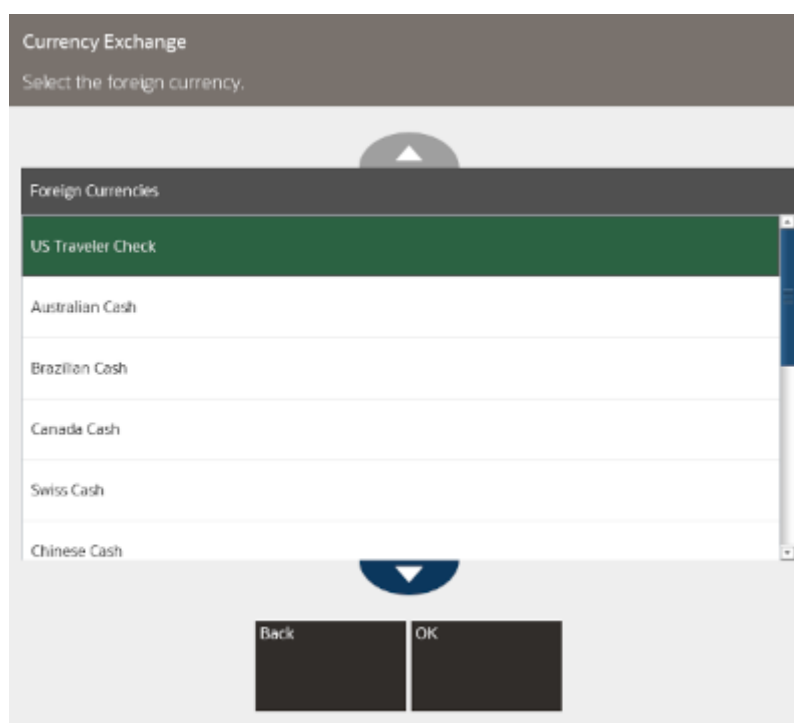 Currency Exchange
Select the foreign currency.
Foreign Currencies
US Traveler Check
Australian Cash
Brazilian Cash
Canada Cash
Swiss Cash
Chinese Cash
Back
OK